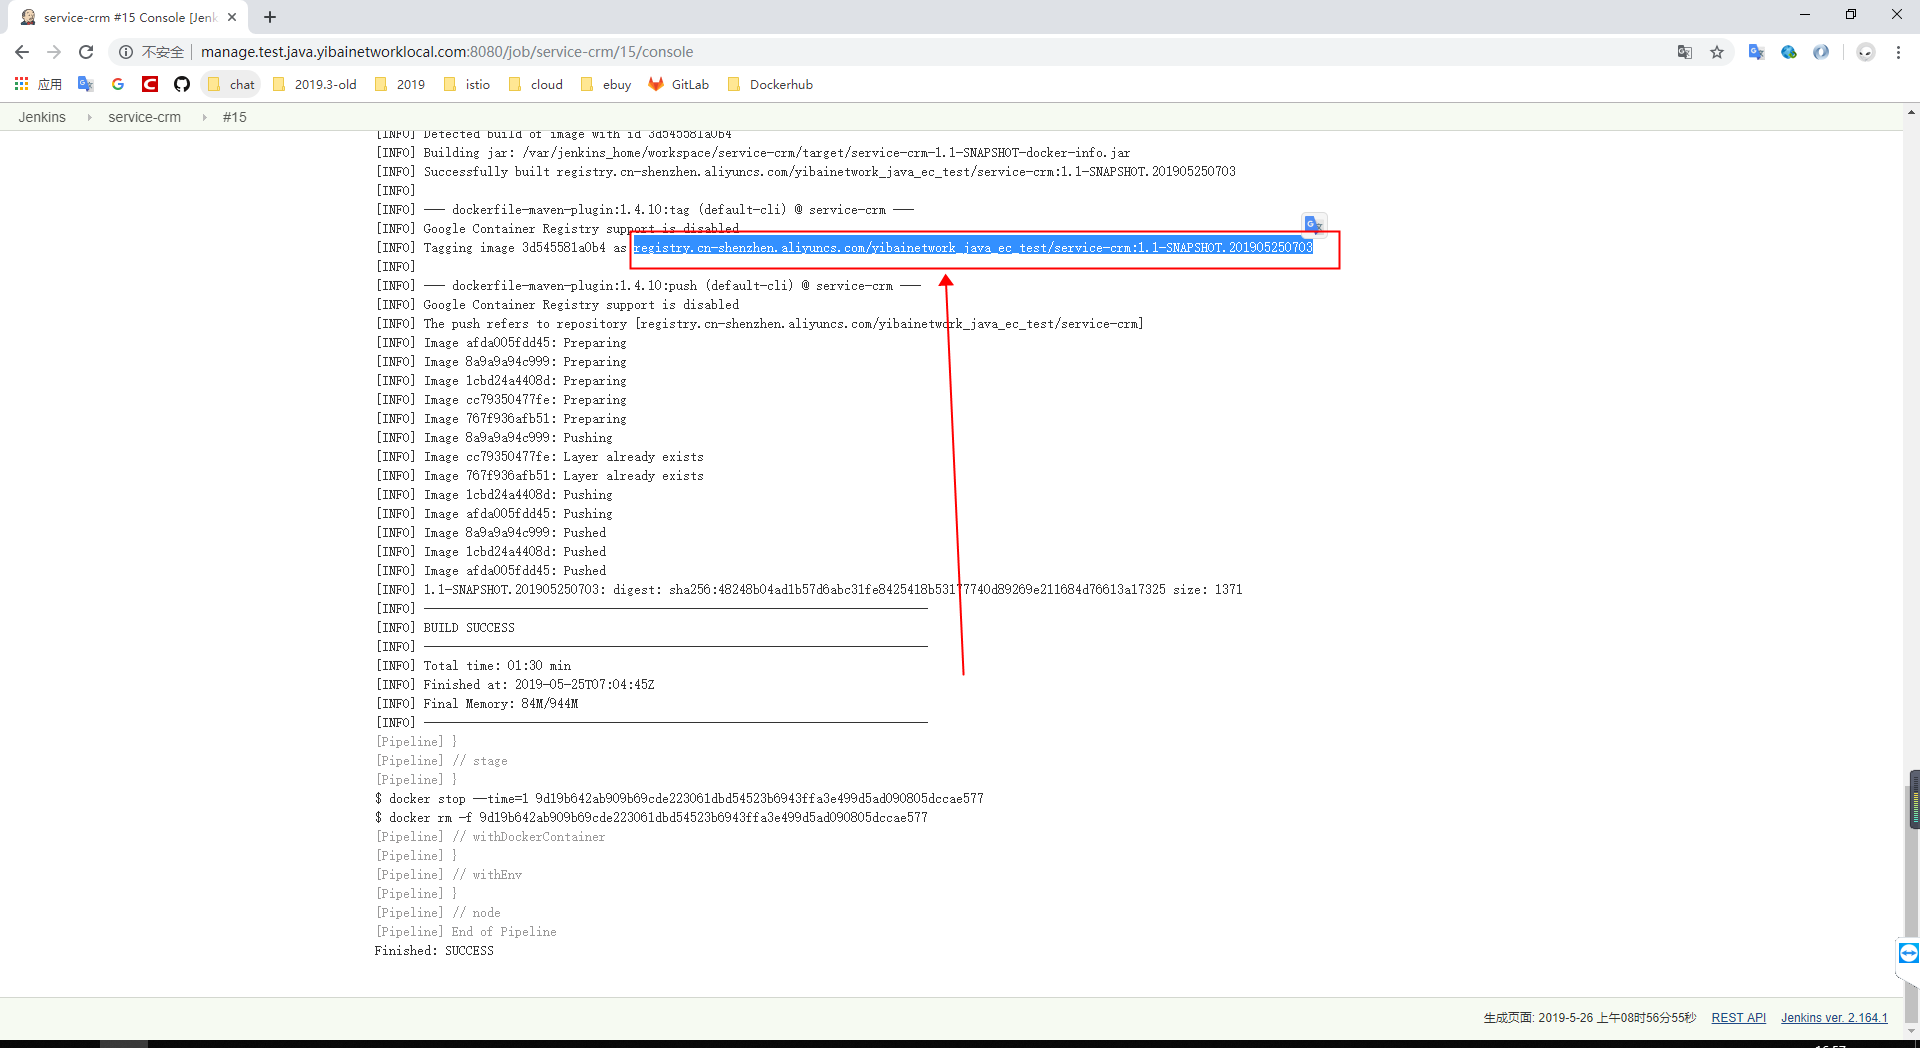 service-crm #15 Console [Jenk
不安全 manage.test.java.yibainetworklocal.com:8080/job/service-crm/15/console
应用 chat 2019.3-old 2019 istio cloud ebuy GitLab Dockerhub
Jenkins service-crm #15
[INFO] Detected build of image with id 3d545581a0b4
[INFO] Building jar: /var/jenkins_home/workspace/service-crm/target/service-crm-1.1-SNAPSHOT-docker-info.jar
[INFO] Successfully built registry.cn-shenzhen.aliyuncs.com/yibainetwork_java_ec_test/service-crm:1.1-SNAPSHOT.201905250703
[INFO]
[INFO] --- dockerfile-maven-plugin:1.4.10:tag (default-cli) @ service-crm ---
[INFO] Google Container Registry support is disabled
[INFO] Tagging image 3d545581a0b4 as registry.cn-shenzhen.aliyuncs.com/yibainetwork_java_ec_test/service-crm:1.1-SNAPSHOT.201905250703
[INFO]
[INFO] --- dockerfile-maven-plugin:1.4.10:push (default-cli) @ service-crm ---
[INFO] Google Container Registry support is disabled
[INFO] The push refers to repository [registry.cn-shenzhen.aliyuncs.com/yibainetwork_java_ec_test/service-crm]
[INFO] Image afda005fdd45: Preparing
[INFO] Image 8a9a9a94c999: Preparing
[INFO] Image 1cbd24a4408d: Preparing
[INFO] Image cc79350477fe: Preparing
[INFO] Image 767f936afb51: Preparing
[INFO] Image 8a9a9a94c999: Pushing
[INFO] Image cc79350477fe: Layer already exists
[INFO] Image 767f936afb51: Layer already exists
[INFO] Image 1cbd24a4408d: Pushing
[INFO] Image afda005fdd45: Pushing
[INFO] Image 8a9a9a94c999: Pushed
[INFO] Image 1cbd24a4408d: Pushed
[INFO] Image afda005fdd45: Pushed
[INFO] 1.1-SNAPSHOT.201905250703: digest: sha256:48248b04ad1b57d6abc31fe8425418b53177740d89269e211684d76613a17325 size: 1371
[INFO] ------------------------------------------------------------------------
[INFO] BUILD SUCCESS
[INFO] ------------------------------------------------------------------------
[INFO] Total time: 01:30 min
[INFO] Finished at: 2019-05-25T07:04:45Z
[INFO] Final Memory: 84M/944M
[INFO] ------------------------------------------------------------------------
[Pipeline] }
[Pipeline] // stage
[Pipeline] }
$ docker stop --time=1 9d19b642ab909b69cde223061dbd54523b6943ffa3e499d5ad090805dccae577
$ docker rm -f 9d19b642ab909b69cde223061dbd54523b6943ffa3e499d5ad090805dccae577
[Pipeline] // withDockerContainer
[Pipeline] }
[Pipeline] // withEnv
[Pipeline] }
[Pipeline] // node
[Pipeline] End of Pipeline
Finished: SUCCESS
生成页面: 2019-5-26 上午08时56分55秒 REST API Jenkins ver. 2.164.1